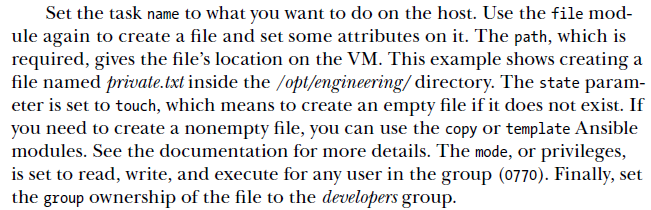 Set the task name to what you want to do on the host. Use the file mod-
ule again to create a file and set some attributes on it. The path, which is
required, gives the file's location on the VM. This example shows creating a
file named private.txt inside the /opt/engineering/ directory. The state param-
eter is set to touch, which means to create an empty file if it does not exist. If
you need to create a nonempty file, you can use the copy or template Ansible
modules. See the documentation for more details. The mode, or privileges,
is set to read, write, and execute for any user in the group (0770). Finally, set
the group ownership of the file to the developers group.